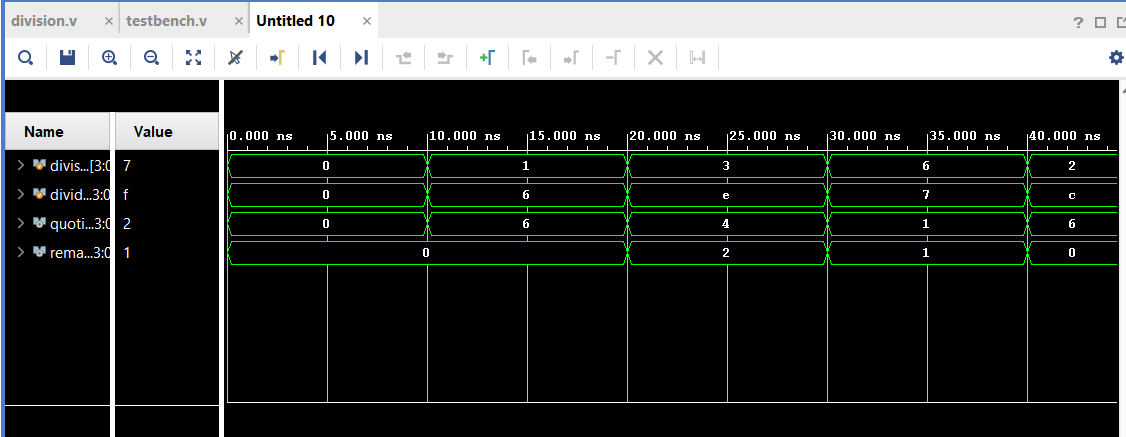 division.v × testbench.v × Untitled 10 × ?
Name Value
0.000 ns 5.000 ns 10.000 ns 15.000 ns 20.000 ns 25.000 ns 30.000 ns 35.000 ns 40.000 ns
divis...[3:0 7 0 1 3 6 2
divid...3:0 f 0 6 e 7 c
quoti...3:0 2 0 6 4 1 6
rema...3:0 1 0 2 1 0